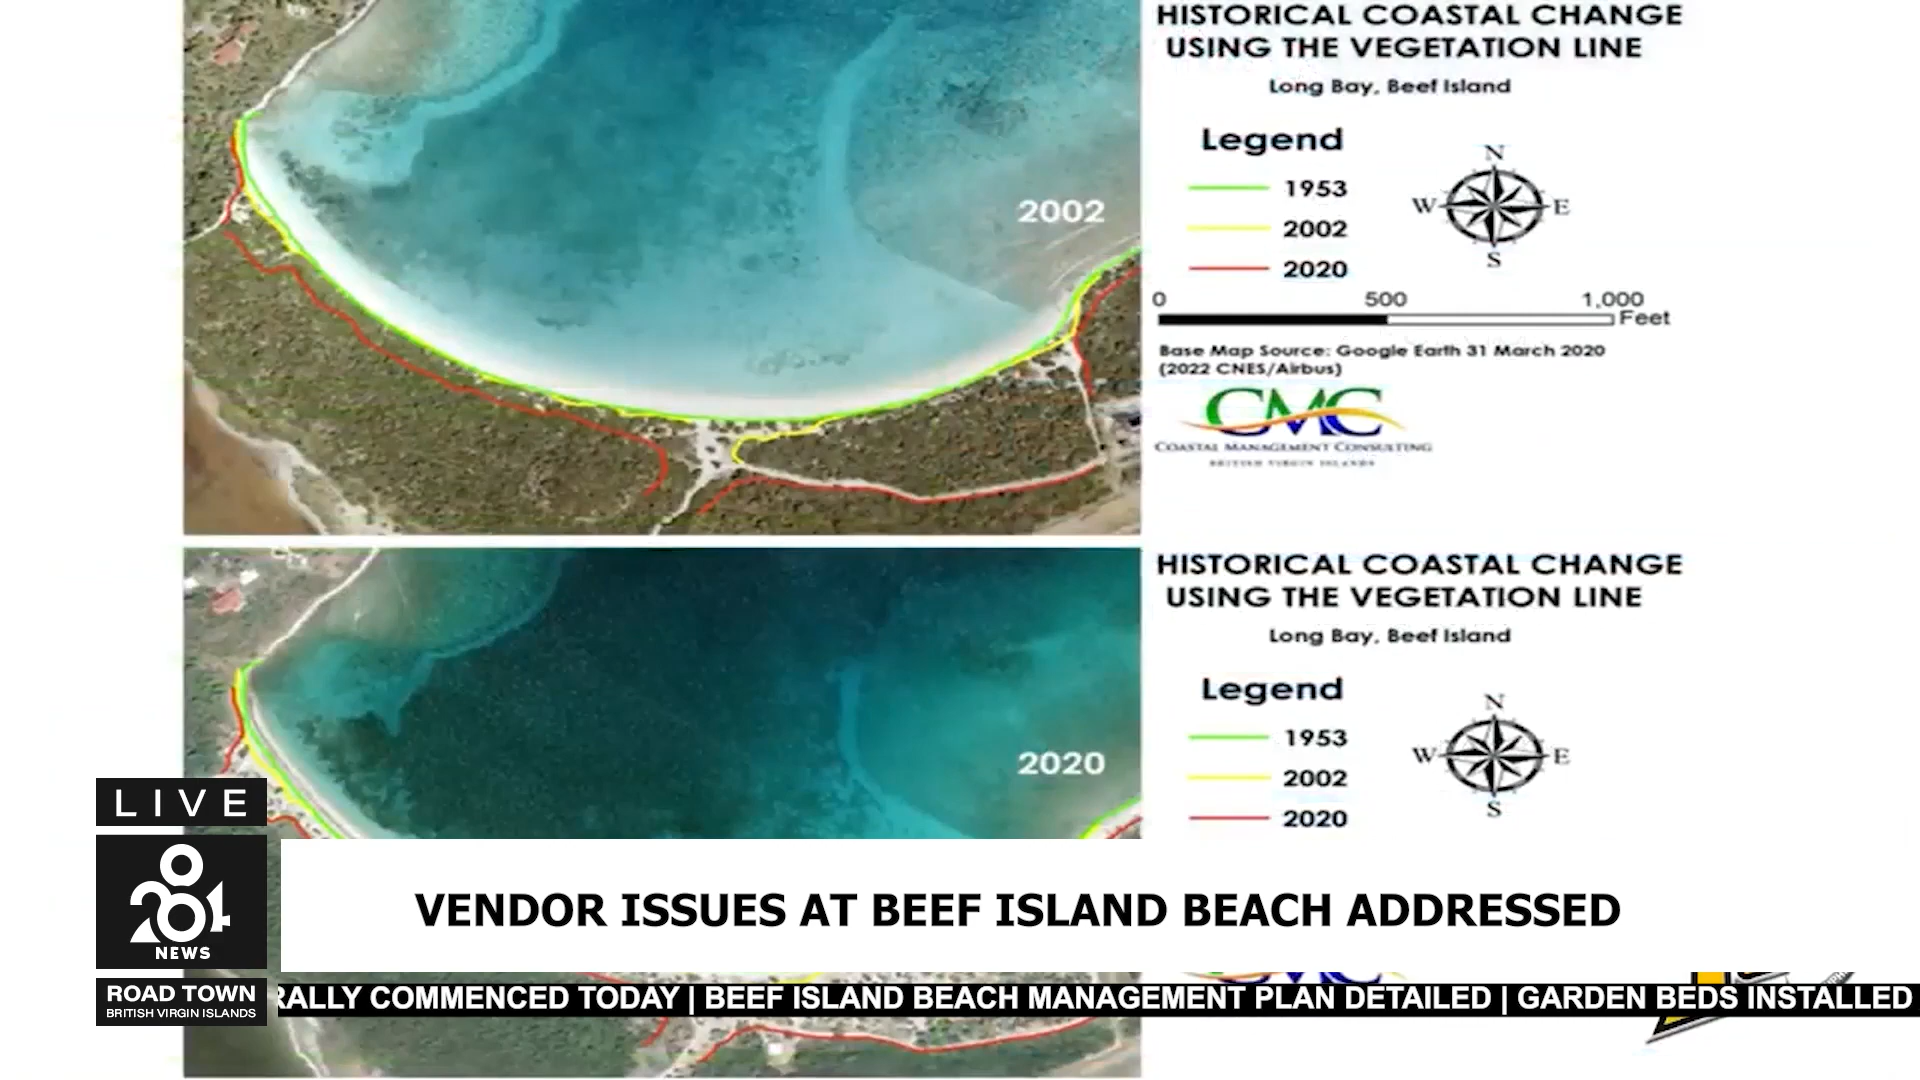 HISTORICAL COASTAL CHANGE
USING THE VEGETATION LINE
Long Bay, Beef Island
Legend
N
1953
W E
2002
2002
S
2020
0 500 1,000
Feet
Base Map Source: Google Earth 31 March 2020
(2022 CNES/Airbus)
CMC
COASTAL MANAGEMENT CONSULTING
BRITISH VIRGIN ISLANDS
HISTORICAL COASTAL CHANGE
USING THE VEGETATION LINE
Long Bay, Beef Island
Legend
N
1953
W E
2020
2002
S
2020
LIVE
284
NEWS
VENDOR ISSUES AT BEEF ISLAND BEACH ADDRESSED
ROAD TOWN
BRITISH VIRGIN ISLANDS
RALLY COMMENCED TODAY | BEEF ISLAND BEACH MANAGEMENT PLAN DETAILED | GARDEN BEDS INSTALLED